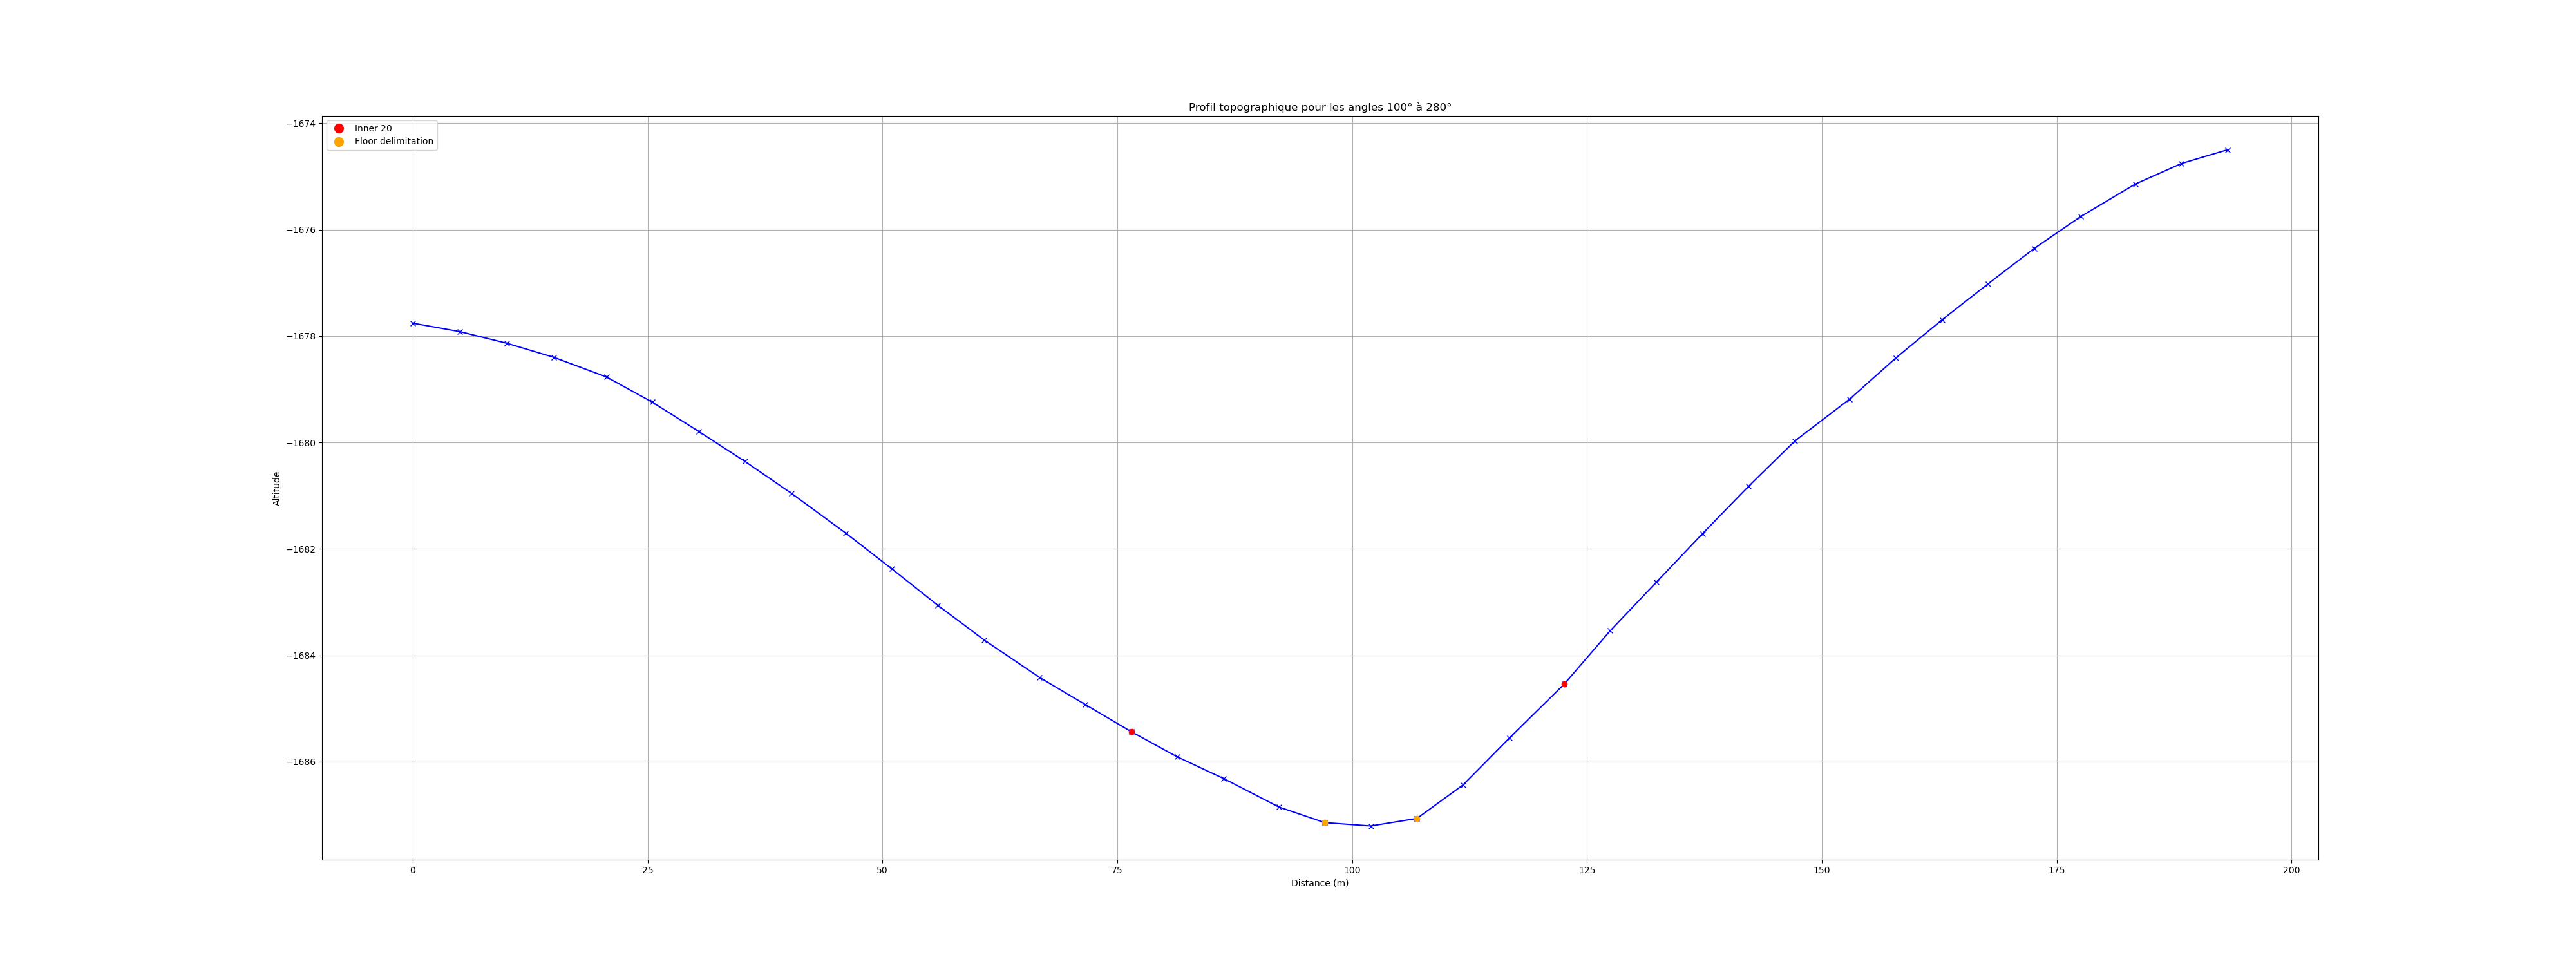 Profil topographique pour les angles 100° à 280°
Inner 20
Floor delimitation
−1674
−1676
−1678
−1680
−1682
−1684
−1686
Altitude
0 25 50 75 100 125 150 175 200
Distance (m)